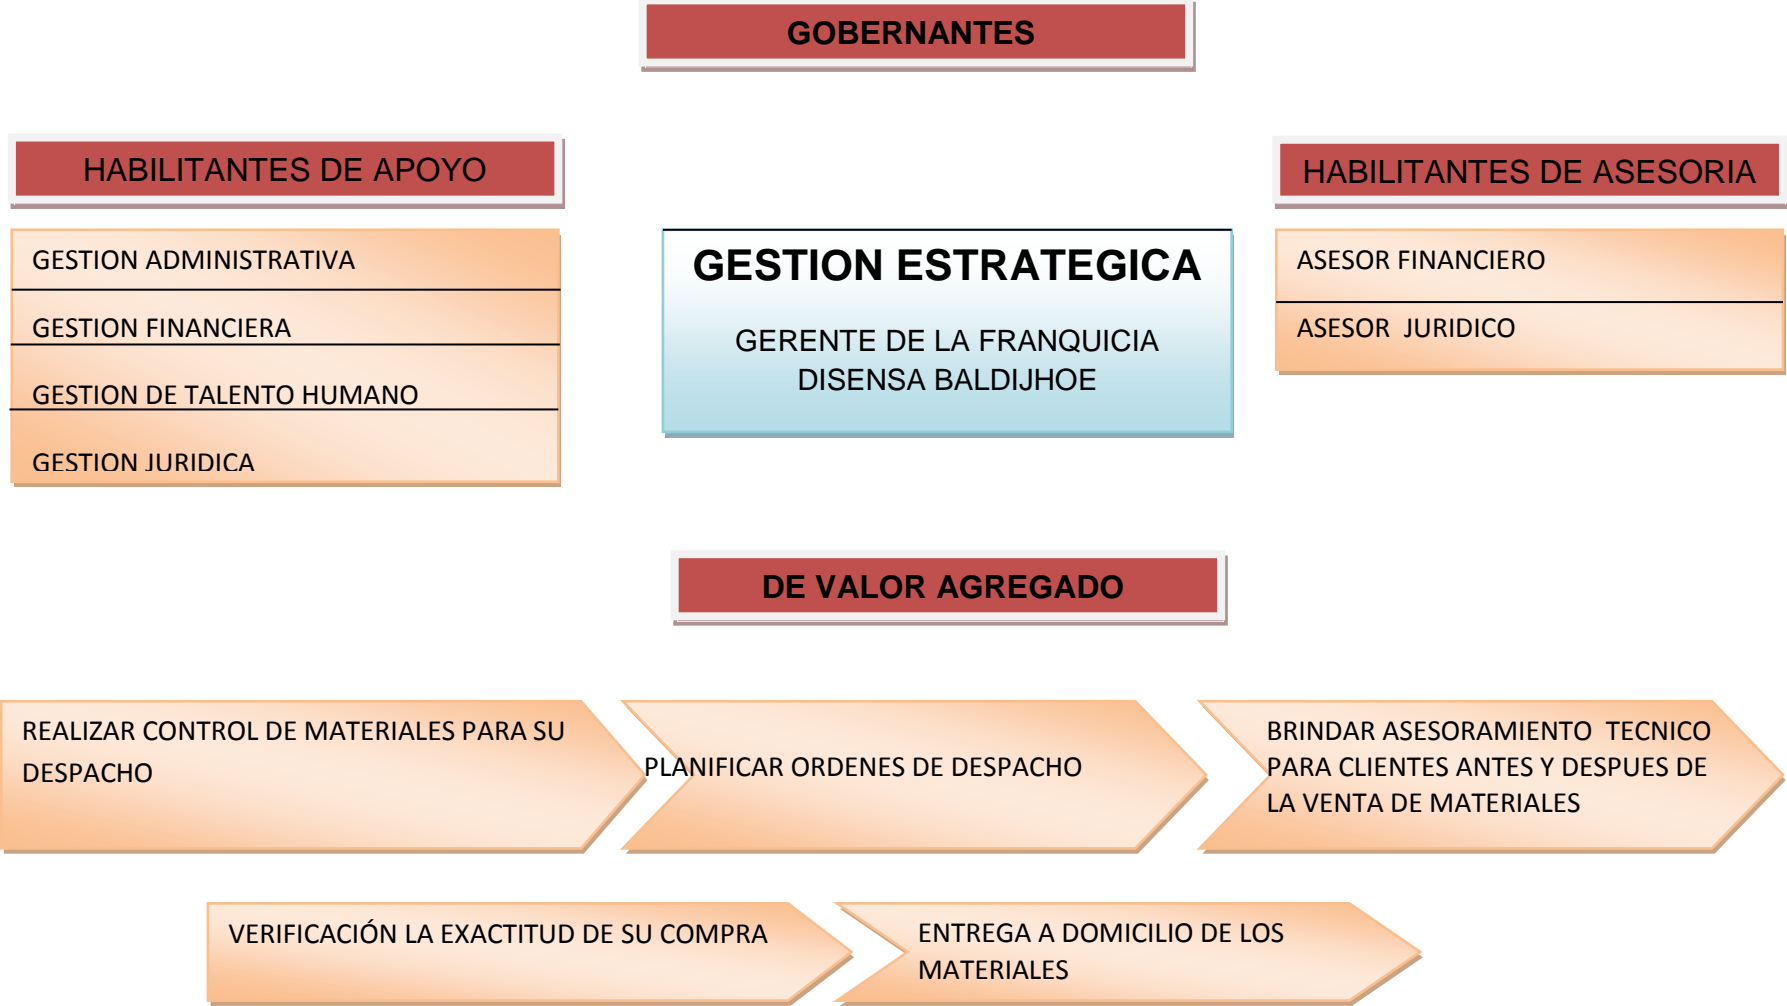 GOBERNANTES
HABILITANTES DE APOYO
GESTION ADMINISTRATIVA
GESTION FINANCIERA
GESTION DE TALENTO HUMANO
GESTION JURIDICA
GESTION ESTRATEGICA
GERENTE DE LA FRANQUICIA
DISENSA BALDIJHOE
HABILITANTES DE ASESORIA
ASESOR FINANCIERO
ASESOR JURIDICO
DE VALOR AGREGADO
REALIZAR CONTROL DE MATERIALES PARA SU
DESPACHO
PLANIFICAR ORDENES DE DESPACHO
BRINDAR ASESORAMIENTO TECNICO
PARA CLIENTES ANTES Y DESPUES DE
LA VENTA DE MATERIALES
VERIFICACIÓN LA EXACTITUD DE SU COMPRA
ENTREGA A DOMICILIO DE LOS
MATERIALES